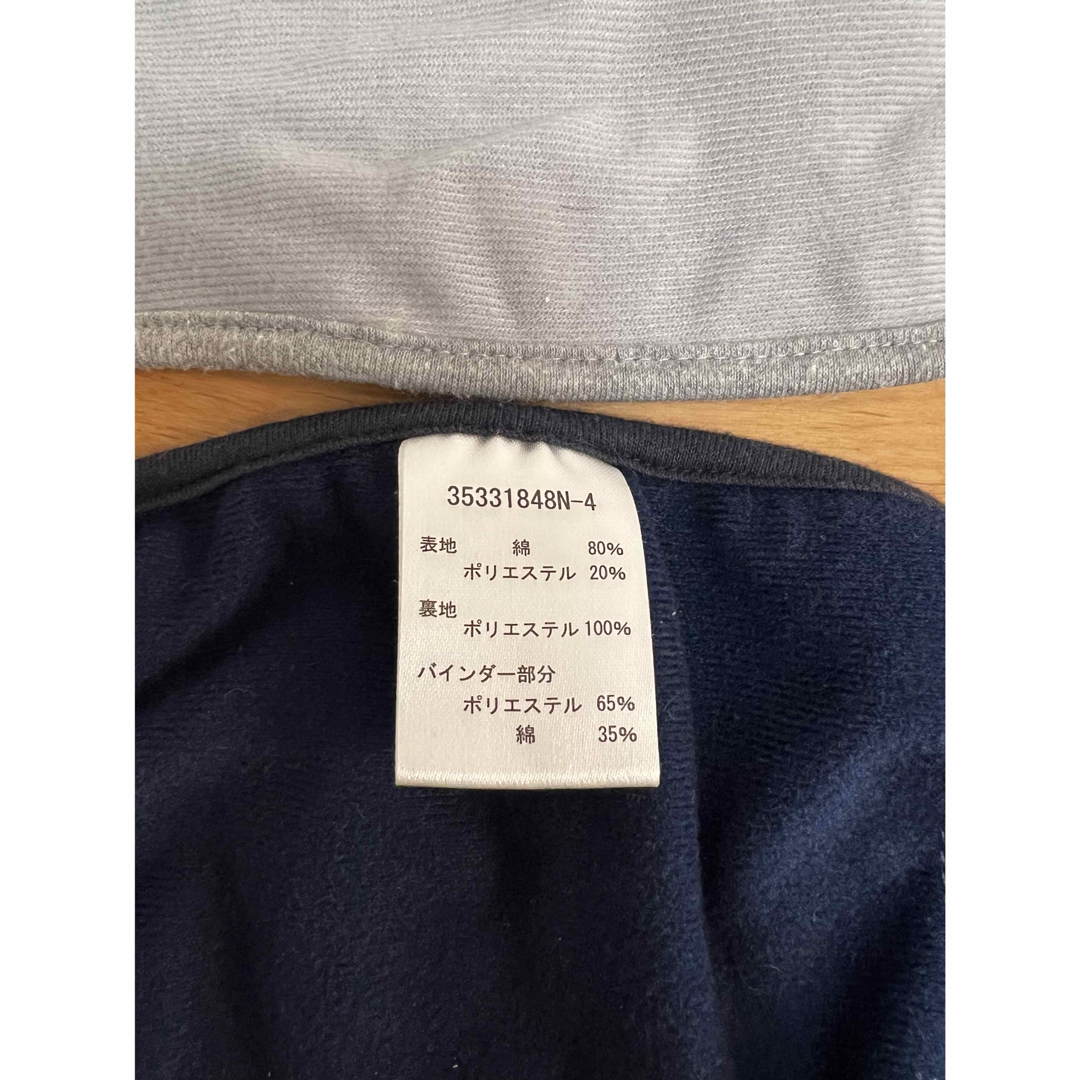 35331848N-4
表地 綿 80%
ポリエステル 20%
裏地
ポリエステル 100%
バインダー部分
ポリエステル 65%
綿 35%